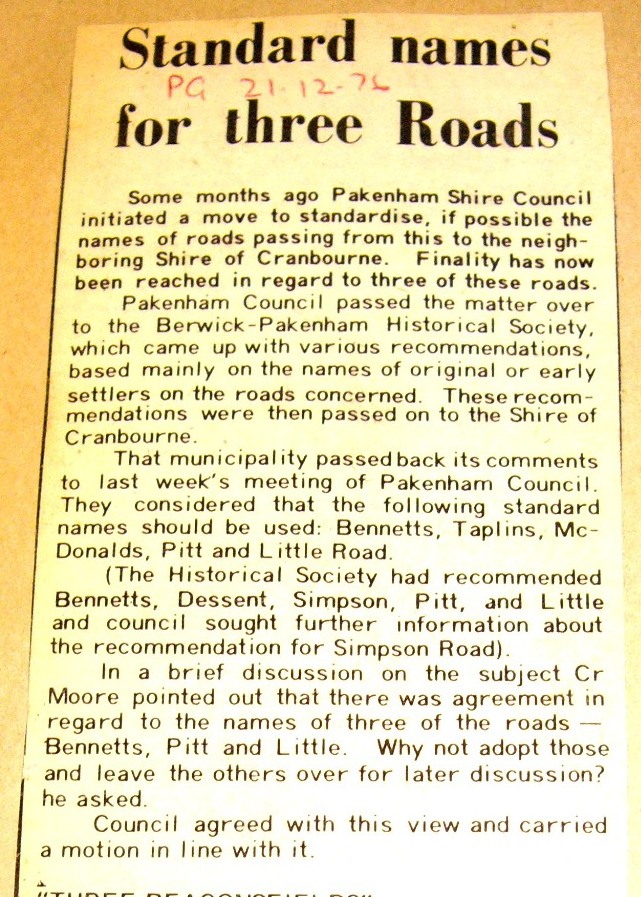 Standard names
PG 21-12-76
for three Roads
Some months ago Pakenham Shire Council
initiated a move to standardise, if possible the
names of roads passing from this to the neigh-
boring Shire of Cranbourne. Finality has now
been reached in regard to three of these roads.
Pakenham Council passed the matter over
to the Berwick-Pakenham Historical Society,
which came up with various recommendations,
based mainly on the names of original or early
settlers on the roads concerned. These recom-
mendations were then passed on to the Shire of
Cranbourne.
That municipality passed back its comments
to last week's meeting of Pakenham Council.
They considered that the following standard
names should be used: Bennetts, Taplins, Mc-
Donalds, Pitt and Little Road.
(The Historical Society had recommended
Bennetts, Dessent, Simpson, Pitt, and Little
and council sought further information about
the recommendation for Simpson Road).
In a brief discussion on the subject Cr
Moore pointed out that there was agreement in
regard to the names of three of the roads —
Bennetts, Pitt and Little. Why not adopt those
and leave the others over for later discussion?
he asked.
Council agreed with this view and carried
a motion in line with it.
"THREE BEACONSFIELDS"